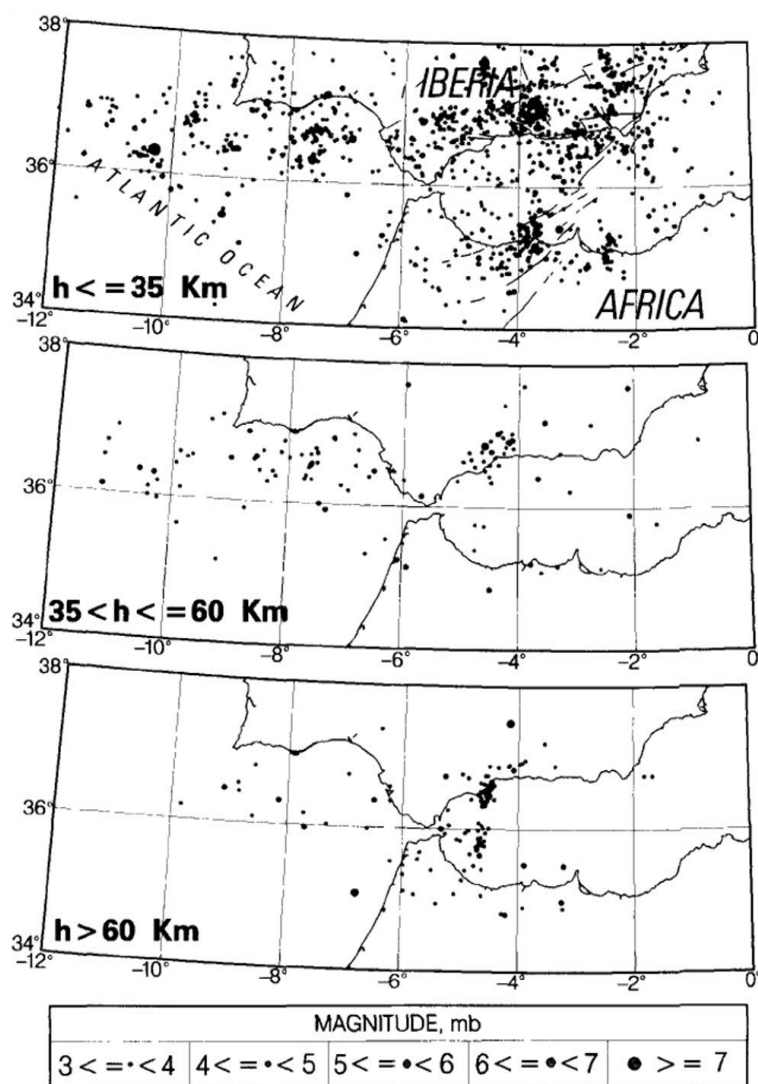 38°
IBERIA
36°
ATLANTIC OCEAN
34°
h<=35 Km
AFRICA
-12° -10° -8° -6° -4° -2° 0
38°
36°
34°
35<h<=60 Km
-12° -10° -8° -6° -4° -2° 0
38°
36°
34°
h>60 Km
-12° -10° -8° -6° -4° -2° 0°
MAGNITUDE, mb
3<=•<4 4<=•<5 5<=•<6 6<=•<7 •>=7